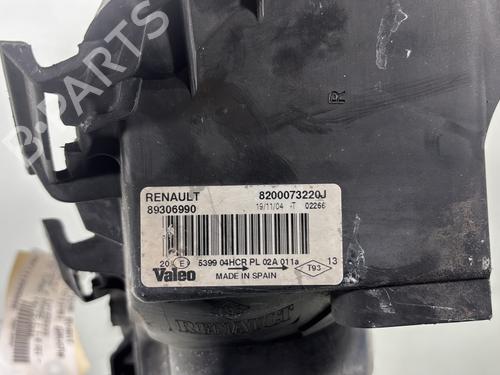 B-PARTS
R
RENAULT 8200073220J
89306990 19/11/04 -T 02266
20 E 5399 04HCR PL 02A 011a 13
Valeo MADE IN SPAIN T93
RENAULT